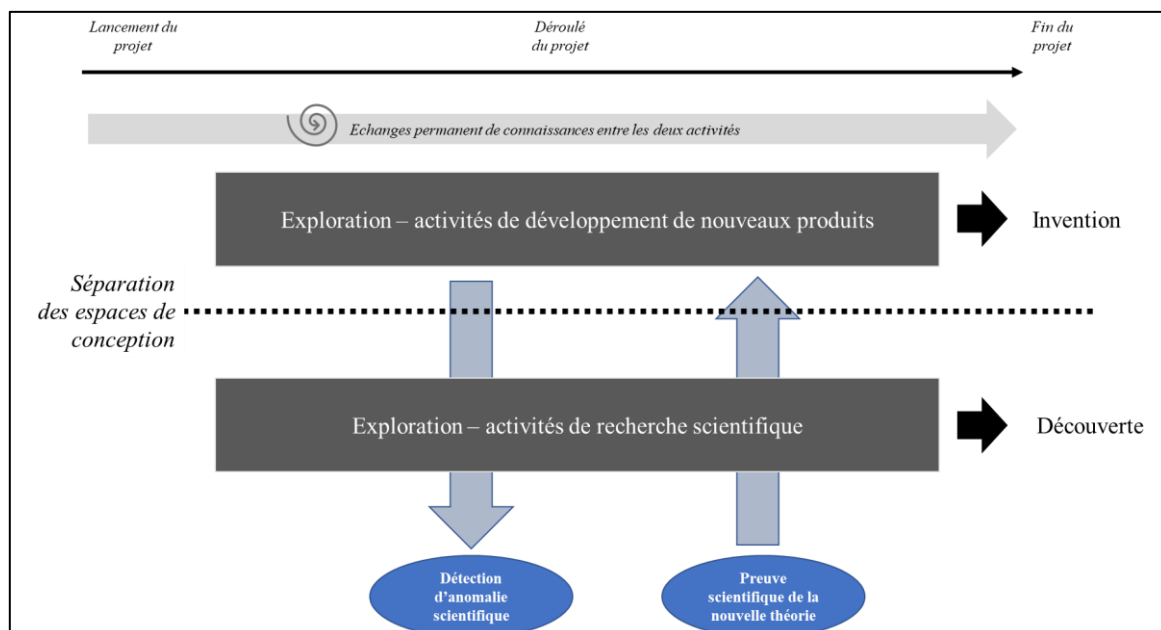 Lancement du
projet
Déroulé
du projet
Fin du
projet
Echanges permanent de connaissances entre les deux activités
Exploration – activités de développement de nouveaux produits
Invention
Séparation
des espaces de
conception
Exploration – activités de recherche scientifique
Découverte
Détection
d'anomalie
scientifique
Preuve
scientifique de la
nouvelle théorie